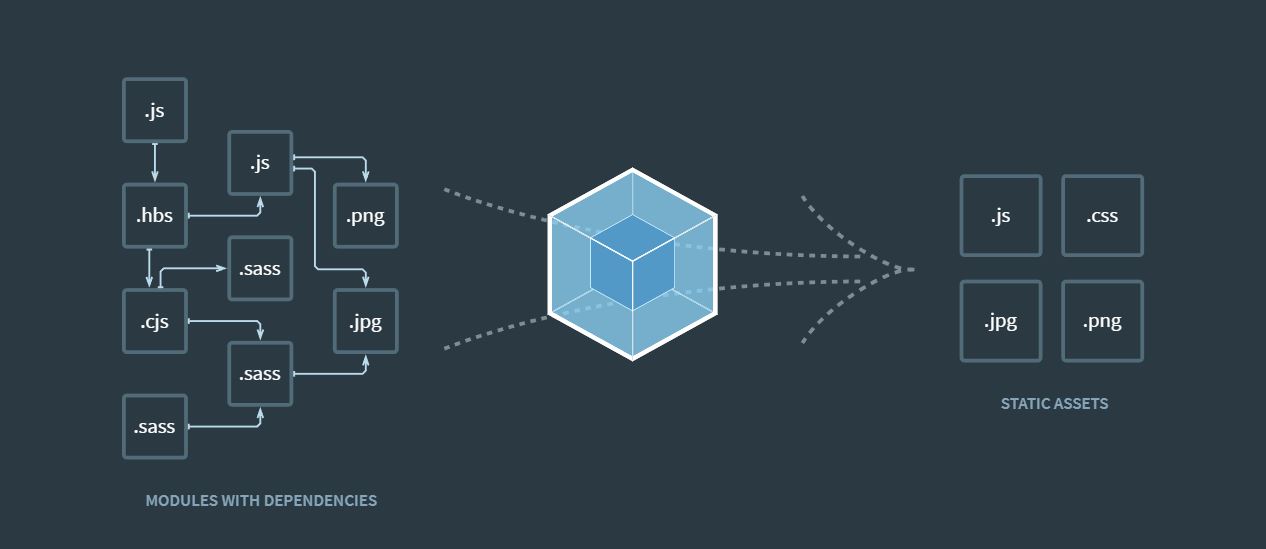 .js
.js
.hbs
.png
.sass
.cjs
.jpg
.sass
.sass
MODULES WITH DEPENDENCIES
.js
.css
.jpg
.png
STATIC ASSETS